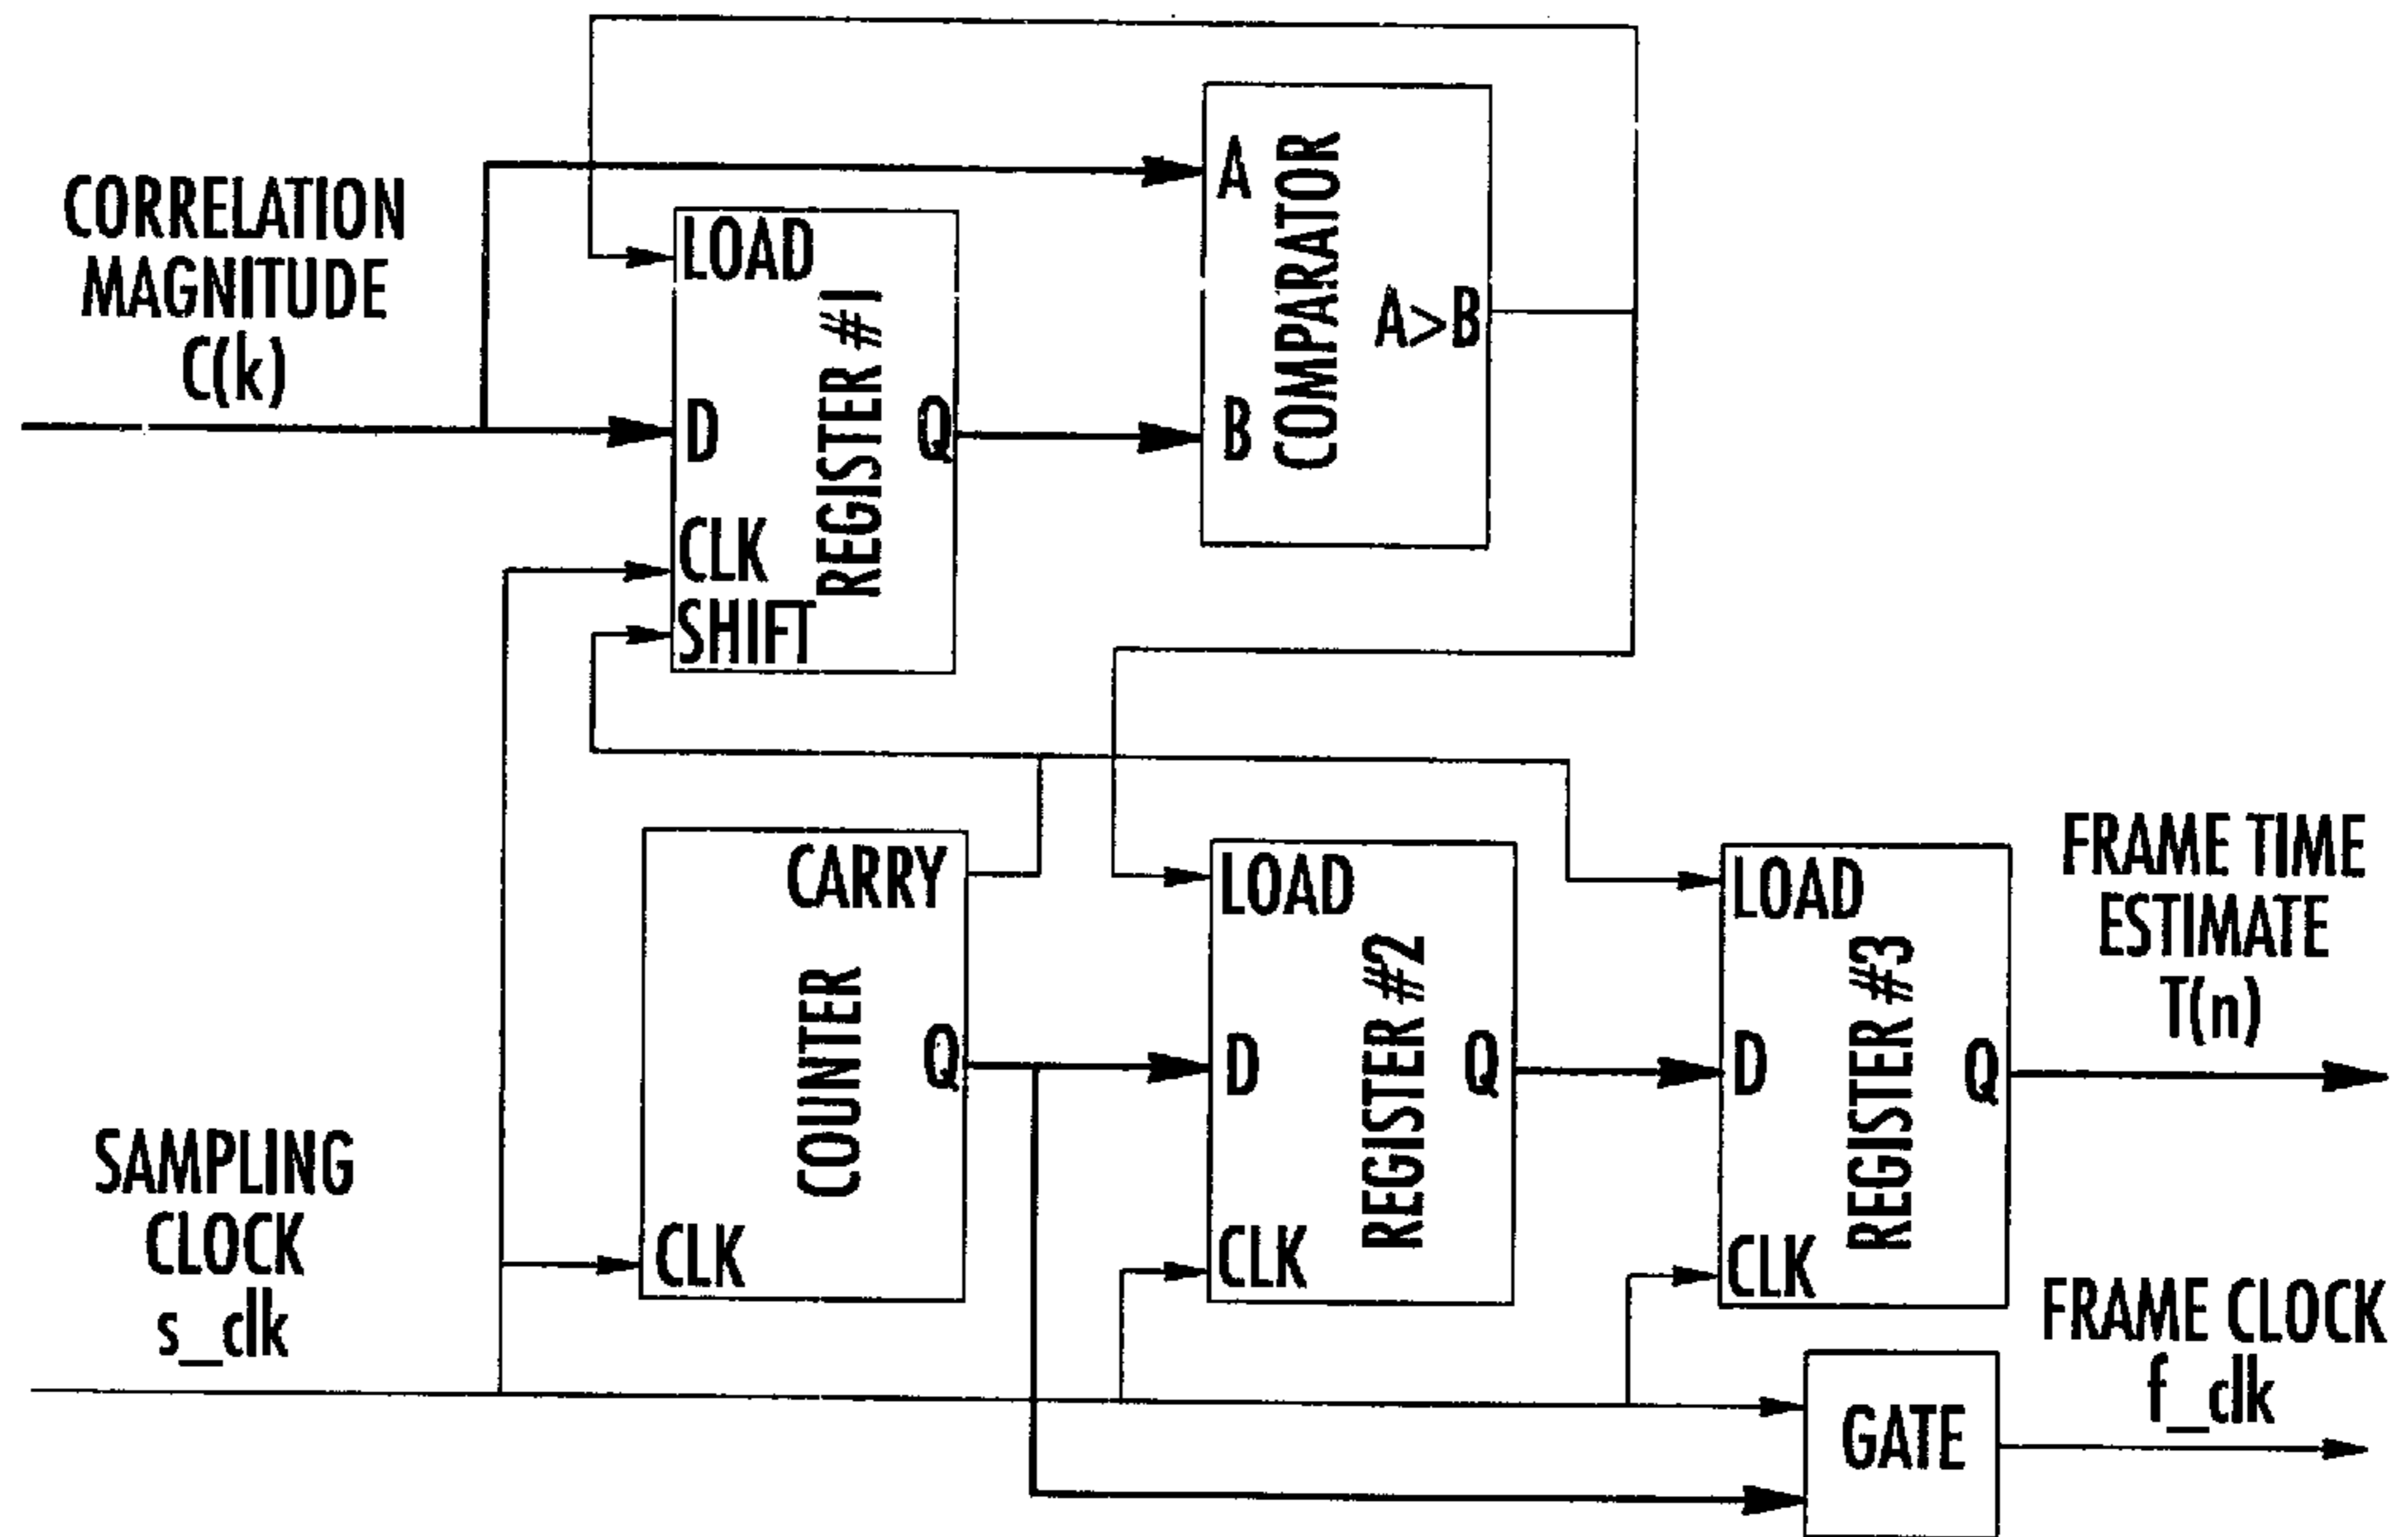 CORRELATION
MAGNITUDE
C(k)
LOAD
D
CLK
SHIFT
REGISTER #1
Q
A
B
COMPARATOR
A>B
CARRY
COUNTER
Q
CLK
LOAD
D
CLK
REGISTER #2
Q
LOAD
D
CLK
REGISTER #3
Q
FRAME TIME
ESTIMATE
T(n)
SAMPLING
CLOCK
s_clk
GATE
FRAME CLOCK
f_clk